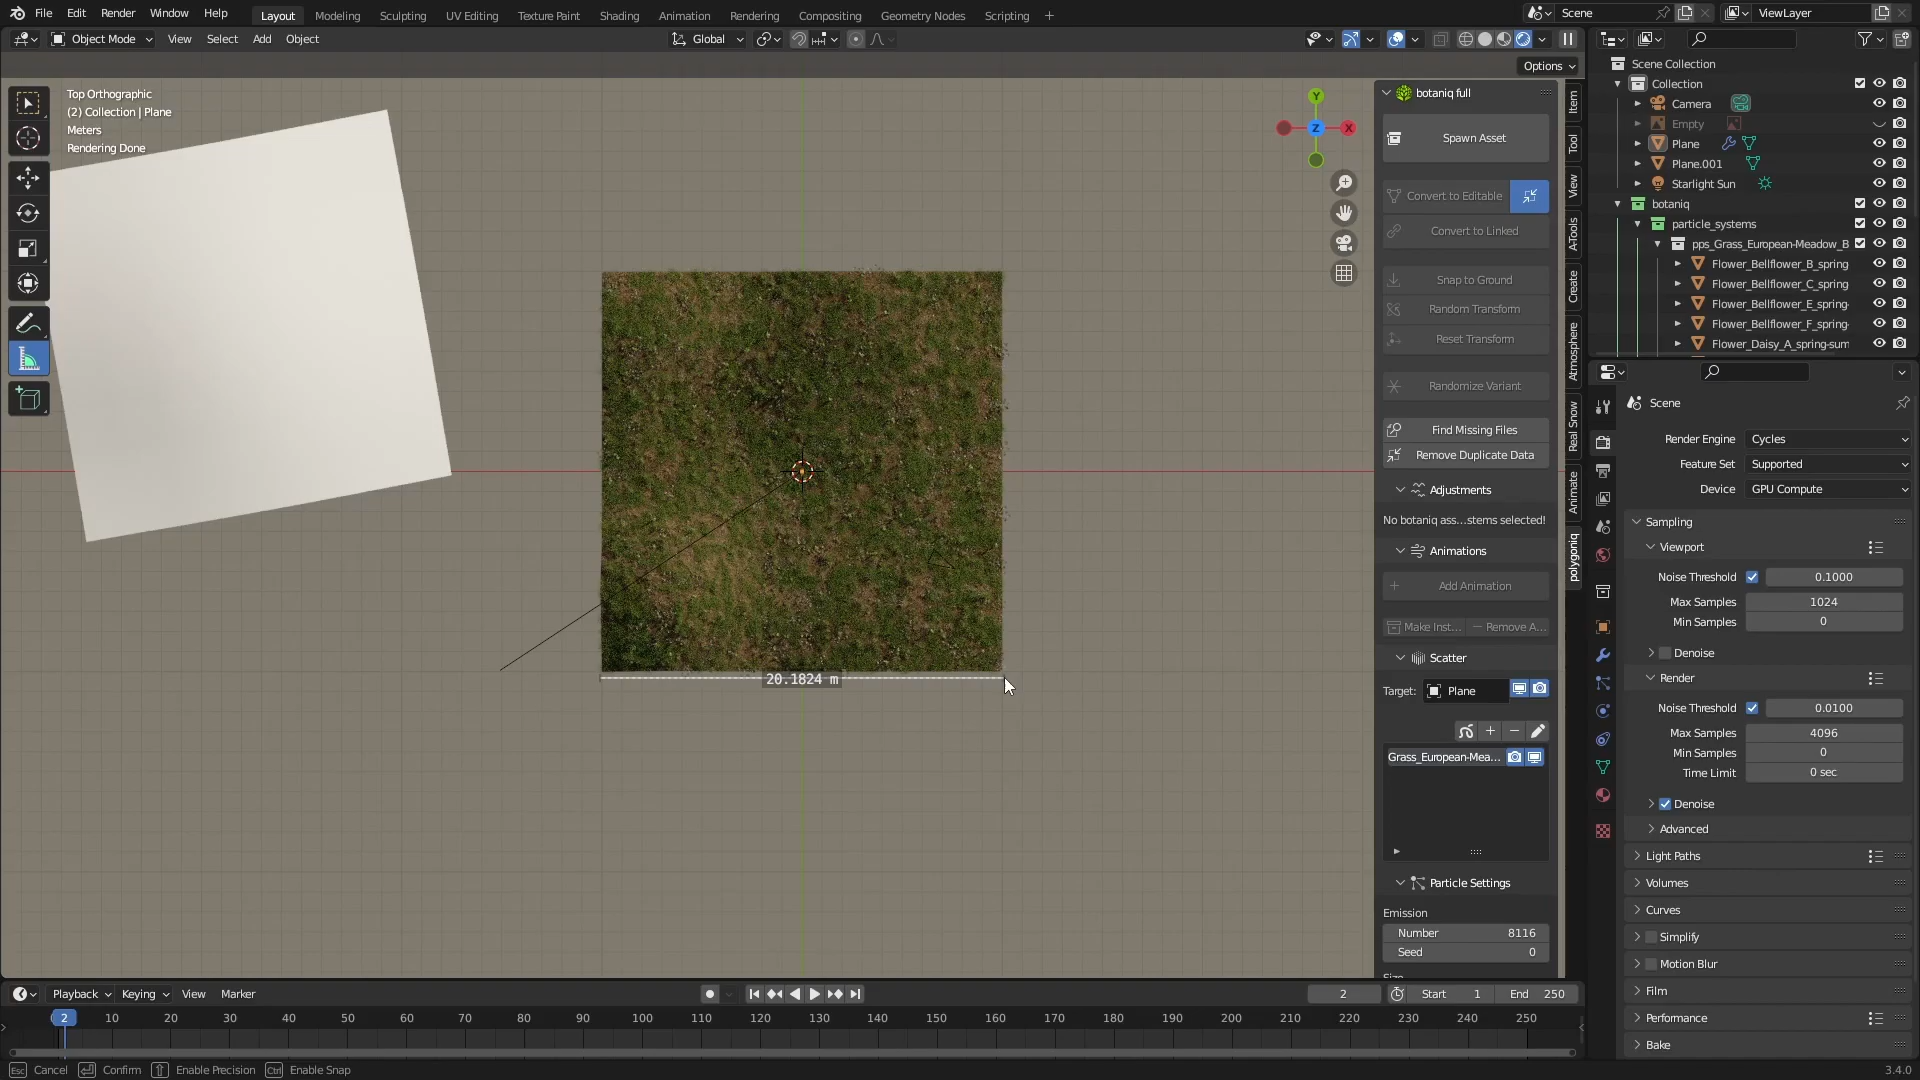 File Edit Render Window Help Layout Modeling Sculpting UV Editing Texture Paint Shading Animation Rendering Compositing Geometry Nodes Scripting + Scene ViewLayer
Object Mode View Select Add Object Global
Options
Top Orthographic
(2) Collection | Plane
Meters
Rendering Done
Y
Z
X
20.1824 m
botaniq full
Spawn Asset
Convert to Editable
Convert to Linked
Snap to Ground
Random Transform
Reset Transform
Randomize Variant
Find Missing Files
Remove Duplicate Data
Adjustments
No botaniq ass...stems selected!
Animations
Add Animation
Make Inst... Remove A...
Scatter
Target: Plane
Grass_European-Mea...
Particle Settings
Emission
Number 8116
Seed 0
Item
Tool
View
A-Tools
Create
Atmosphere
Real Snow
Animate
polygoniq
Scene Collection
Collection
Camera
Empty
Plane
Plane.001
Starlight Sun
botaniq
particle_systems
pps_Grass_European-Meadow_B
Flower_Bellflower_B_spring
Flower_Bellflower_C_spring
Flower_Bellflower_E_spring-
Flower_Bellflower_F_spring-
Flower_Daisy_A_spring-sum
Scene
Render Engine Cycles
Feature Set Supported
Device GPU Compute
Sampling
Viewport
Noise Threshold 0.1000
Max Samples 1024
Min Samples 0
Denoise
Render
Noise Threshold 0.0100
Max Samples 4096
Min Samples 0
Time Limit 0 sec
Denoise
Advanced
Light Paths
Volumes
Curves
Simplify
Motion Blur
Film
Performance
Bake
Playback Keying View Marker 2 Start 1 End 250
2 10 20 30 40 50 60 70 80 90 100 110 120 130 140 150 160 170 180 190 200 210 220 230 240 250
Esc Cancel Confirm Enable Precision Ctrl Enable Snap 3.4.0